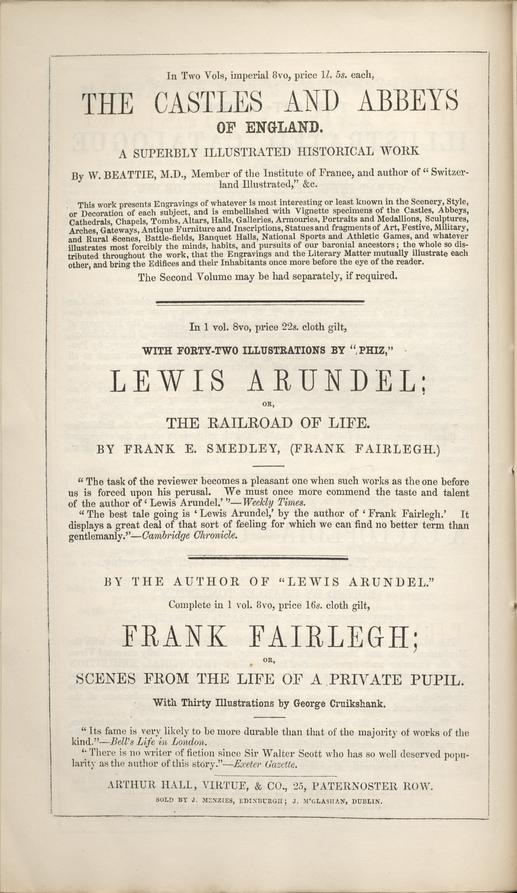 In Two Vols, imperial 8vo, price 1l. 5s. each,
THE CASTLES AND ABBEYS
OF ENGLAND.
A SUPERBLY ILLUSTRATED HISTORICAL WORK
By W. BEATTIE, M.D., Member of the Institute of France, and author of " Switzer-
land Illustrated," &c.
This work presents Engravings of whatever is most interesting or least known in the Scenery, Style,
or Decoration of each subject, and is embellished with Vignette specimens of the Castles, Abbeys,
Cathedrals, Chapels, Tombs, Altars, Halls, Galleries, Armouries, Portraits and Medallions, Sculptures,
Arches, Gateways, Antique Furniture and Inscriptions, Statues and fragments of Art, Festive, Military,
and Rural Scenes, Battle-fields, Banquet Halls, National Sports and Athletic Games, and whatever
illustrates most forcibly the minds, habits, and pursuits of our baronial ancestors; the whole so dis-
tributed throughout the work, that the Engravings and the Literary Matter mutually illustrate each
other, and bring the Edifices and their Inhabitants once more before the eye of the reader.
The Second Volume may be had separately, if required.
In 1 vol. 8vo, price 22s. cloth gilt,
WITH FORTY-TWO ILLUSTRATIONS BY "PHIZ,"
LEWIS ARUNDEL;
OR,
THE RAILROAD OF LIFE.
BY FRANK E. SMEDLEY, (FRANK FAIRLEGH.)
" The task of the reviewer becomes a pleasant one when such works as the one before
us is forced upon his perusal. We must once more commend the taste and talent
of the author of ' Lewis Arundel.' "—Weekly Times.
" The best tale going is ' Lewis Arundel,' by the author of ' Frank Fairlegh.' It
displays a great deal of that sort of feeling for which we can find no better term than
gentlemanly."—Cambridge Chronicle.
BY THE AUTHOR OF "LEWIS ARUNDEL."
Complete in 1 vol. 8vo, price 16s. cloth gilt,
FRANK FAIRLEGH;
OR,
SCENES FROM THE LIFE OF A PRIVATE PUPIL.
With Thirty Illustrations by George Cruikshank.
" Its fame is very likely to be more durable than that of the majority of works of the
kind."—Bell's Life in London.
" There is no writer of fiction since Sir Walter Scott who has so well deserved popu-
larity as the author of this story."—Exeter Gazette.
ARTHUR HALL, VIRTUE, & CO., 25, PATERNOSTER ROW.
SOLD BY J. MENZIES, EDINBURGH; J. M'GLASHAN, DUBLIN.